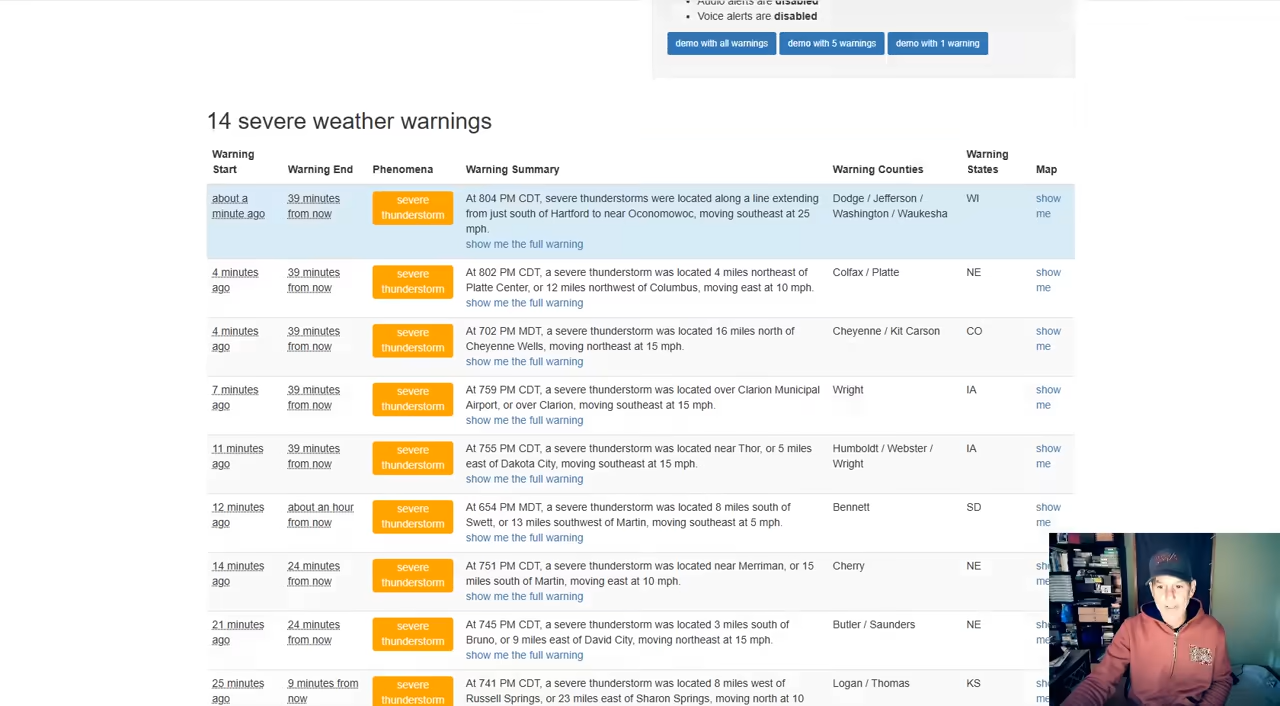 Audio alerts are disabled
Voice alerts are disabled
demo with all warnings demo with 5 warnings demo with 1 warning
14 severe weather warnings
Warning Start Warning End Phenomena Warning Summary Warning Counties Warning States Map
about a minute ago 39 minutes from now severe thunderstorm At 804 PM CDT, severe thunderstorms were located along a line extending from just south of Hartford to near Oconomowoc, moving southeast at 25 mph. Dodge / Jefferson / Washington / Waukesha WI show me
show me the full warning
4 minutes ago 39 minutes from now severe thunderstorm At 802 PM CDT, a severe thunderstorm was located 4 miles northeast of Platte Center, or 12 miles northwest of Columbus, moving east at 10 mph. Colfax / Platte NE show me
show me the full warning
4 minutes ago 39 minutes from now severe thunderstorm At 702 PM MDT, a severe thunderstorm was located 16 miles north of Cheyenne Wells, moving northeast at 15 mph. Cheyenne / Kit Carson CO show me
show me the full warning
7 minutes ago 39 minutes from now severe thunderstorm At 759 PM CDT, a severe thunderstorm was located over Clarion Municipal Airport, or over Clarion, moving southeast at 15 mph. Wright IA show me
show me the full warning
11 minutes ago 39 minutes from now severe thunderstorm At 755 PM CDT, a severe thunderstorm was located near Thor, or 5 miles east of Dakota City, moving southeast at 15 mph. Humboldt / Webster / Wright IA show me
show me the full warning
12 minutes ago about an hour from now severe thunderstorm At 654 PM MDT, a severe thunderstorm was located 8 miles south of Swett, or 13 miles southwest of Martin, moving southeast at 5 mph. Bennett SD show me
show me the full warning
14 minutes ago 24 minutes from now severe thunderstorm At 751 PM CDT, a severe thunderstorm was located near Merriman, or 15 miles south of Martin, moving east at 10 mph. Cherry NE
show me the full warning
21 minutes ago 24 minutes from now severe thunderstorm At 745 PM CDT, a severe thunderstorm was located 3 miles south of Bruno, or 9 miles east of David City, moving northeast at 15 mph. Butler / Saunders NE
show me the full warning
25 minutes ago 9 minutes from now severe thunderstorm At 741 PM CDT, a severe thunderstorm was located 8 miles west of Russell Springs, or 23 miles east of Sharon Springs, moving north at 10 Logan / Thomas KS